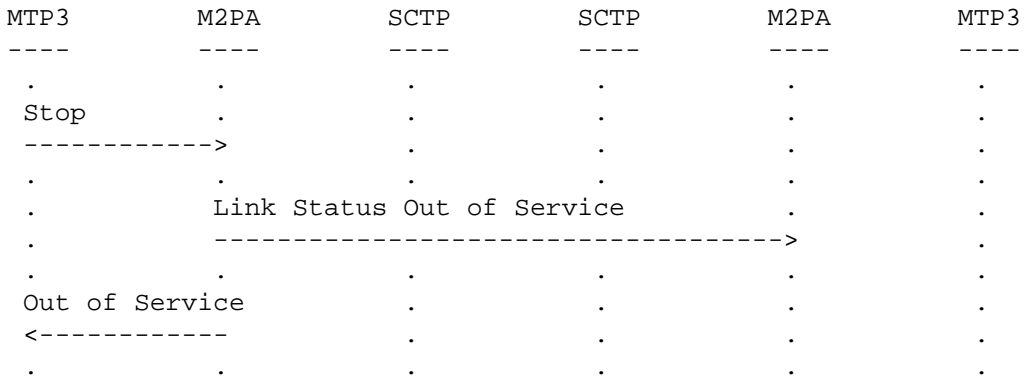 MTP3         M2PA        SCTP        SCTP        M2PA        MTP3
----         ----        ----        ----        ----        ----
 .           .           .           .           .           .
 Stop        .           .           .           .           .
 ------------>           .           .           .           .
 .           .           .           .           .           .
 .           Link Status Out of Service          .           .
 .           ------------------------------------>           .
 .           .           .           .           .           .
 Out of Service          .           .           .           .
 <------------           .           .           .           .
 .           .           .           .           .           .